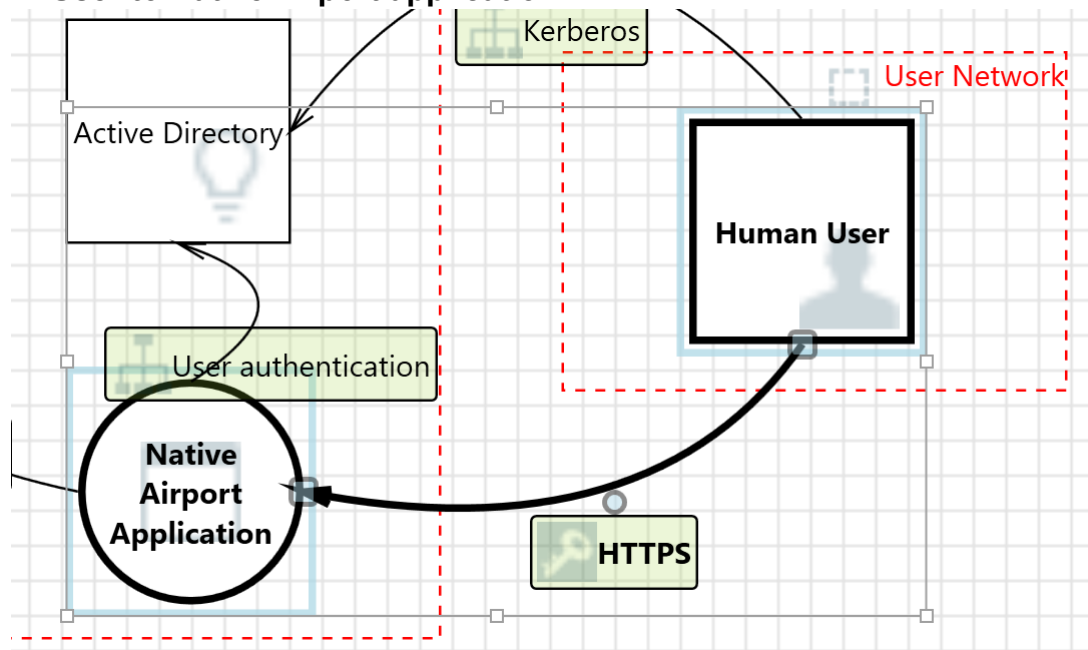 Kerberos
User Network
Active Directory
Human User
User authentication
Native
Airport
Application
HTTPS